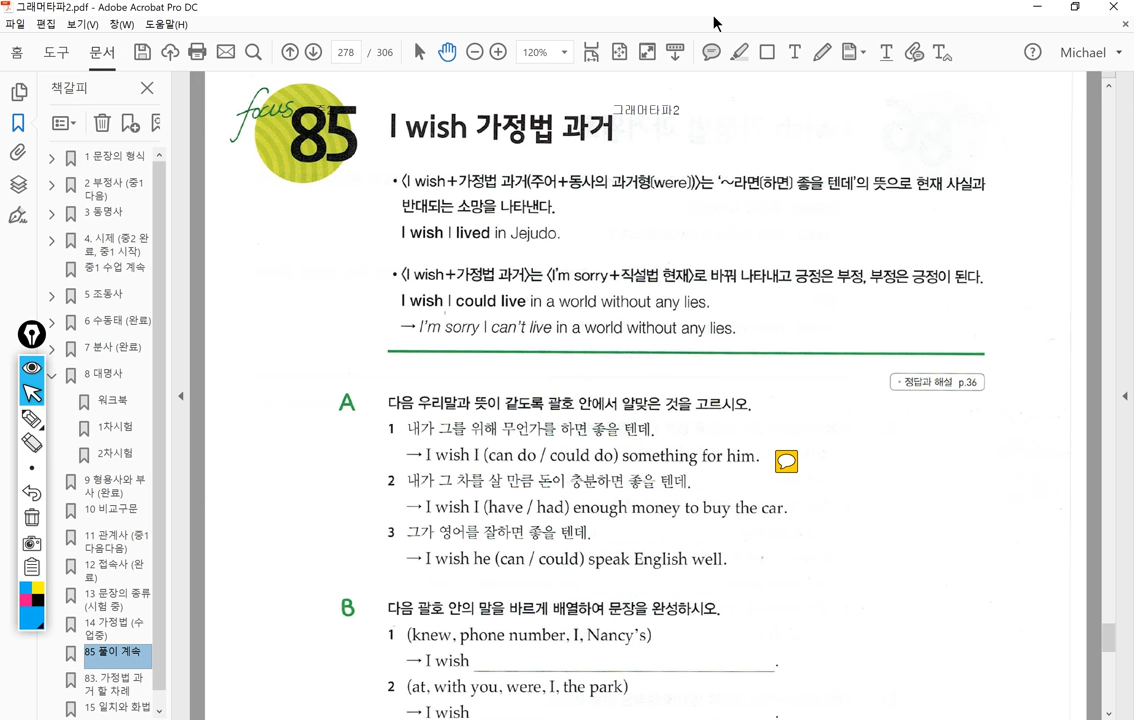 그래머타파2.pdf - Adobe Acrobat Pro DC
파일 편집 보기(V) 창(W) 도움말(H)
홈 도구 문서 278 / 306 120% Michael
책갈피
1 문장의 형식
2 부정사 (중1
다음)
3 동명사
4. 시제 (중2 완
료, 중1 시작)
중1 수업 계속
5 조동사
6 수동태 (완료)
7 분사 (완료)
8 대명사
워크북
1차시험
2차시험
9 형용사와 부
사 (완료)
10 비교구문
11 관계사 (중1
다음다음)
12 접속사 (완
료)
13 문장의 종류
(시험 중)
14 가정법 (수
업중)
85 풀이 계속
83. 가정법 과
거 할 차례
15 일치와 화법
그래머타파2
focus 85 I wish 가정법 과거
• 〈I wish+가정법 과거(주어+동사의 과거형(were))〉는 ‘~라면[하면] 좋을 텐데’의 뜻으로 현재 사실과
반대되는 소망을 나타낸다.
I wish I lived in Jejudo.
• 〈I wish+가정법 과거〉는 〈I’m sorry+직설법 현재〉로 바꿔 나타내고 긍정은 부정, 부정은 긍정이 된다.
I wish I could live in a world without any lies.
→ I’m sorry I can’t live in a world without any lies.
• 정답과 해설 p.36
A 다음 우리말과 뜻이 같도록 괄호 안에서 알맞은 것을 고르시오.
1 내가 그를 위해 무언가를 하면 좋을 텐데.
→ I wish I (can do / could do) something for him.
2 내가 그 차를 살 만큼 돈이 충분하면 좋을 텐데.
→ I wish I (have / had) enough money to buy the car.
3 그가 영어를 잘하면 좋을 텐데.
→ I wish he (can / could) speak English well.
B 다음 괄호 안의 말을 바르게 배열하여 문장을 완성하시오.
1 (knew, phone number, I, Nancy’s)
→ I wish ______.
2 (at, with you, were, I, the park)
→ I wish ______.